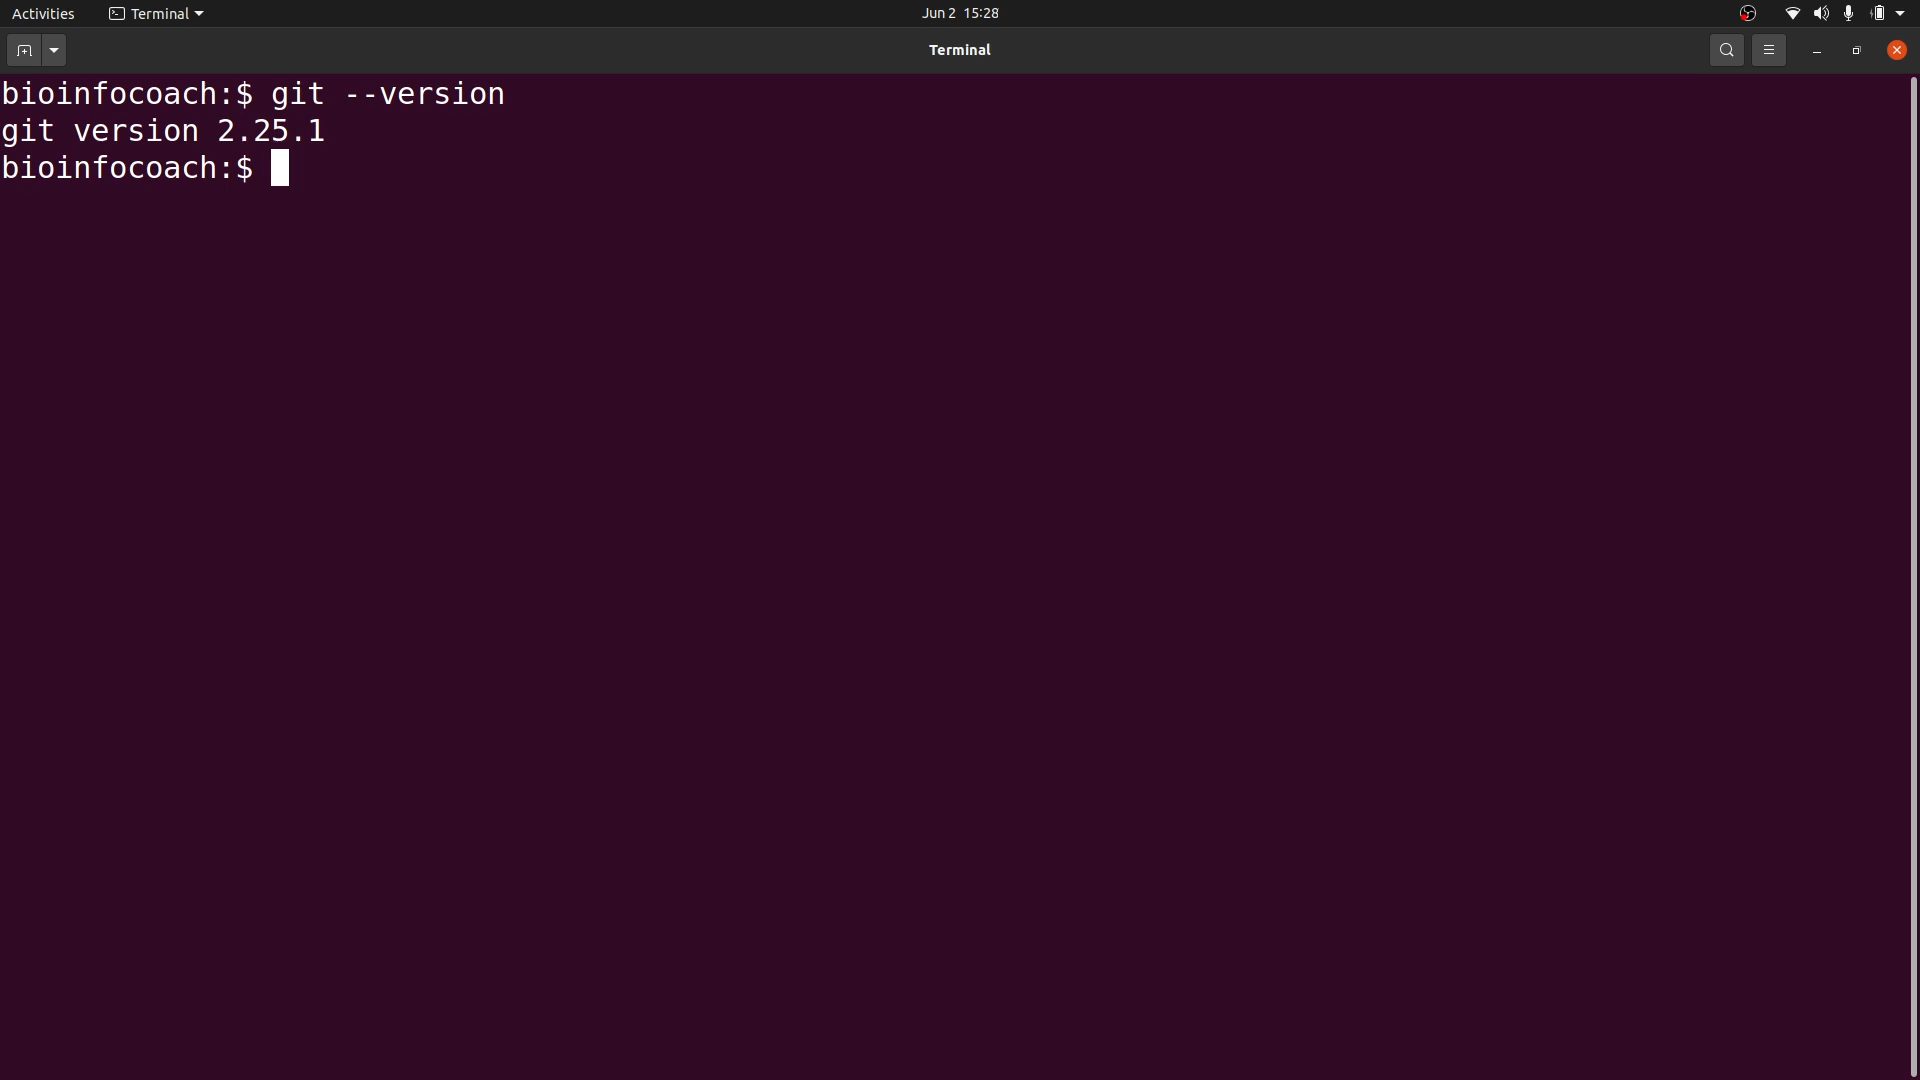 Activities
Terminal
Jun 2 15:28
Terminal
bioinfocoach:$ git --version
git version 2.25.1
bioinfocoach:$